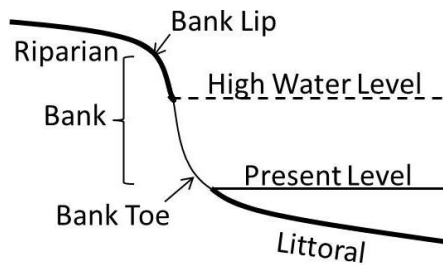 Bank Lip
Riparian
High Water Level
Bank
Present Level
Bank Toe
Littoral